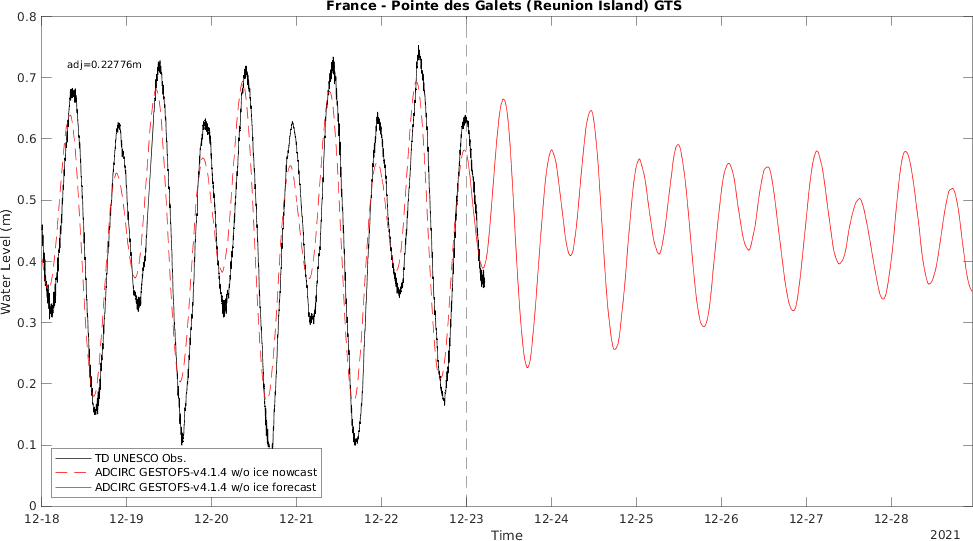 France - Pointe des Galets (Reunion Island) GTS
0.8
0.7
0.6
0.5
0.4
0.3
0.2
0.1
0
Water Level (m)
adj=0.22776m
TD UNESCO Obs.
ADCIRC GESTOFS-v4.1.4 w/o ice nowcast
ADCIRC GESTOFS-v4.1.4 w/o ice forecast
12-18 12-19 12-20 12-21 12-22 12-23 12-24 12-25 12-26 12-27 12-28
Time
2021